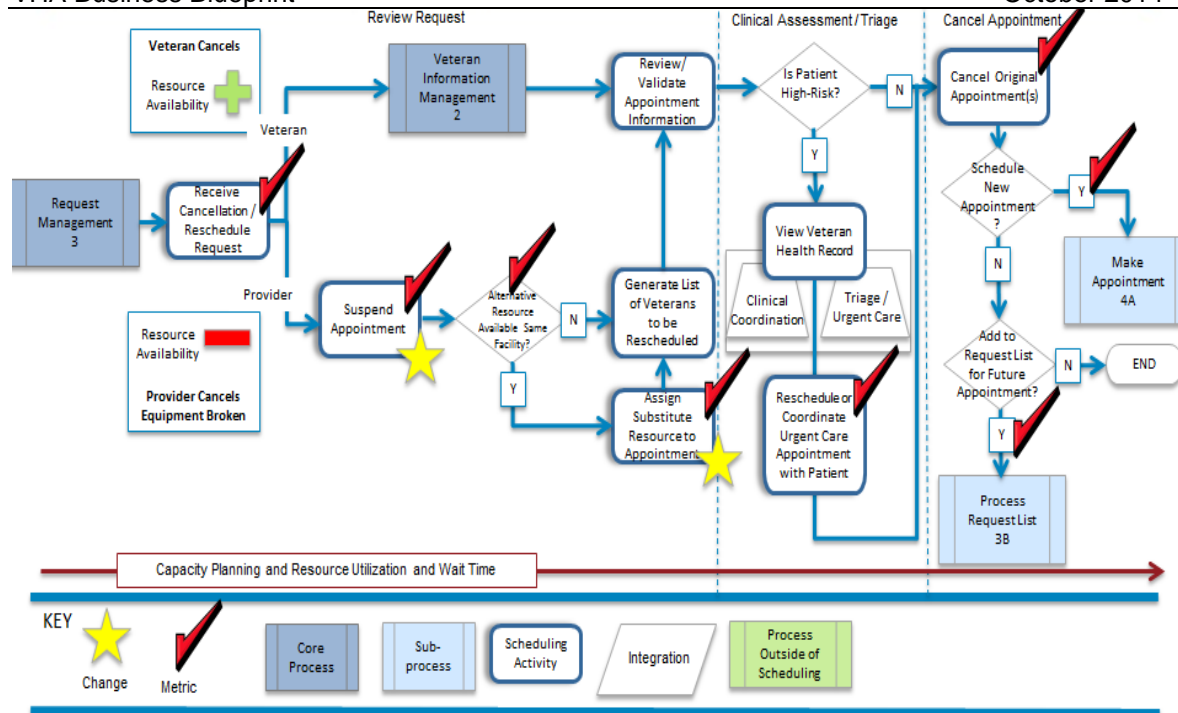 VHA Business Blueprint
October 2014
Review Request
Clinical Assessment / Triage
Cancel Appointment
Veteran Cancels
Resource
Availability
Veteran
Information
Management
2
Review/
Validate
Appointment
Information
Is Patient
High-Risk?
N
Cancel Original
Appointment(s)
Veteran
Y
Request
Management
3
Receive
Cancellation /
Reschedule
Request
Schedule
New
Appointment
?
Y
View Veteran
Health Record
N
Make
Appointment
4A
Provider
Suspend
Appointment
Alternative
Resource
Available Same
Facility?
N
Generate List
of Veterans
to be
Rescheduled
Clinical
Coordination
Triage /
Urgent Care
Resource
Availability
Provider Cancels
Equipment Broken
Y
Assign
Substitute
Resource to
Appointment
Reschedule or
Coordinate
Urgent Care
Appointment
with Patient
Add to
Request List
for Future
Appointment?
N
END
Y
Process
Request List
3B
Capacity Planning and Resource Utilization and Wait Time
KEY
Change
Metric
Core
Process
Sub-
process
Scheduling
Activity
Integration
Process
Outside of
Scheduling